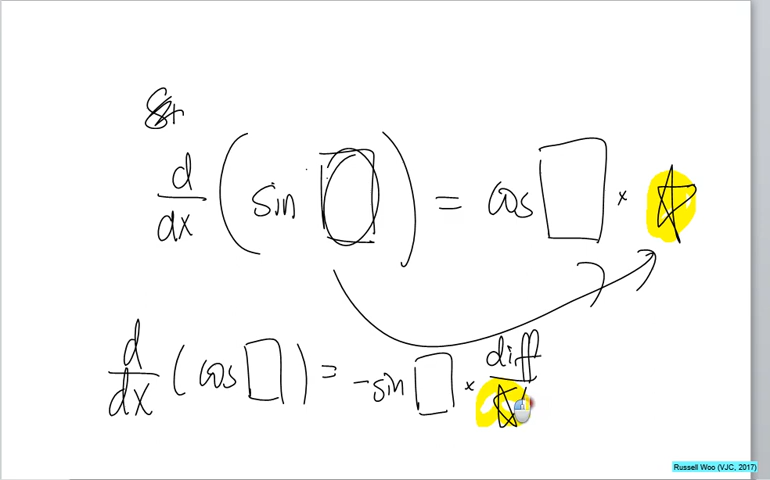 d/dx ( sin □ ) = cos □ × ☆
diff
d/dx ( cos □ ) = -sin □ × ☆
Russell Woo (VJC, 2017)